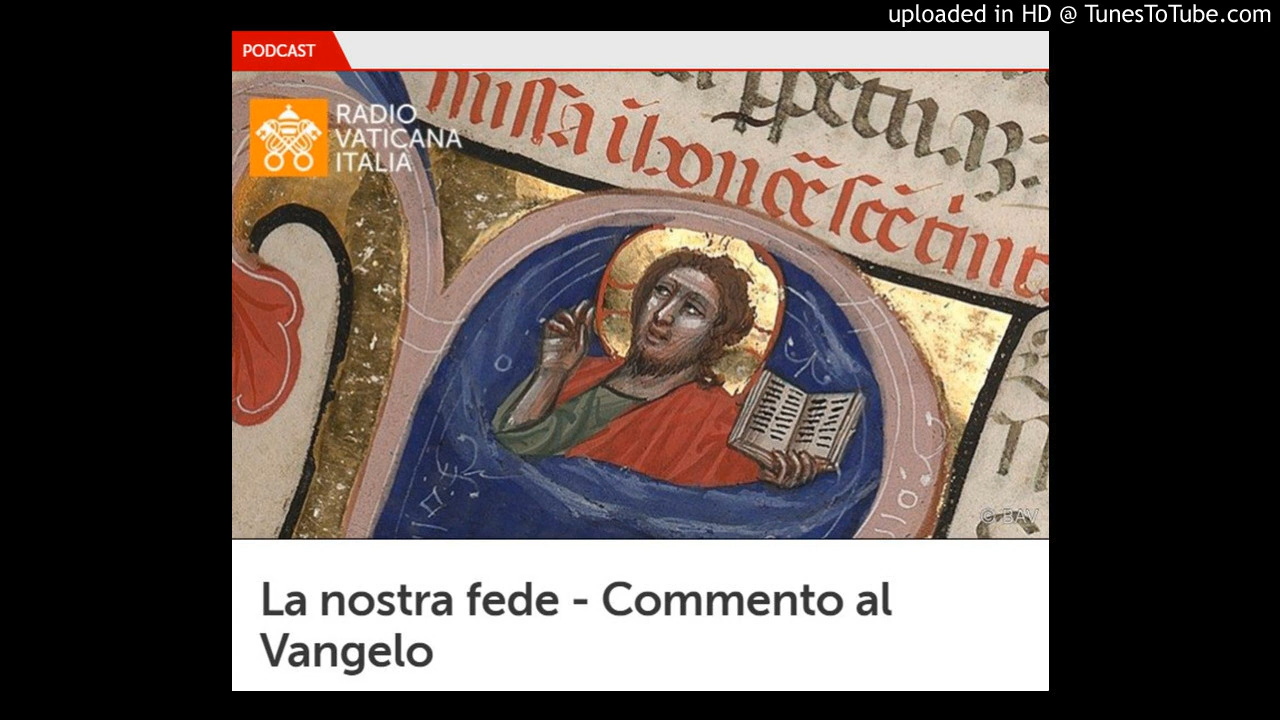 uploaded in HD @ TunesToTube.com
PODCAST
RADIO
VATICANA
ITALIA
© BAV
La nostra fede - Commento al
Vangelo